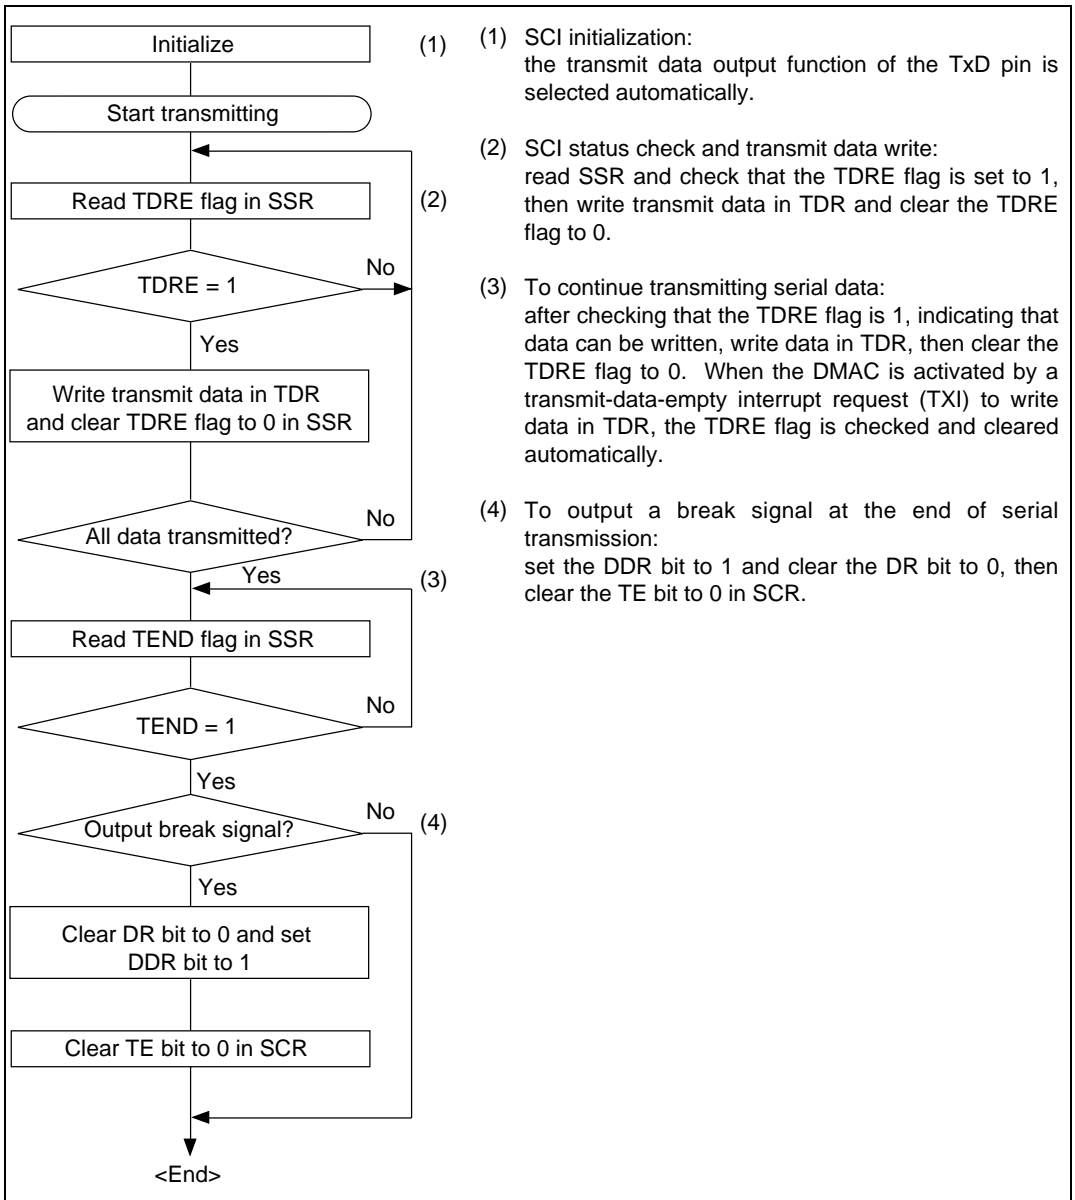 Initialize
(1)
Start transmitting
Read TDRE flag in SSR
(2)
TDRE = 1
No
Yes
Write transmit data in TDR
and clear TDRE flag to 0 in SSR
All data transmitted?
No
Yes
(3)
Read TEND flag in SSR
TEND = 1
No
Yes
Output break signal?
No
(4)
Yes
Clear DR bit to 0 and set
DDR bit to 1
Clear TE bit to 0 in SCR
<End>
(1) SCI initialization:
the transmit data output function of the TxD pin is
selected automatically.
(2) SCI status check and transmit data write:
read SSR and check that the TDRE flag is set to 1,
then write transmit data in TDR and clear the TDRE
flag to 0.
(3) To continue transmitting serial data:
after checking that the TDRE flag is 1, indicating that
data can be written, write data in TDR, then clear the
TDRE flag to 0. When the DMAC is activated by a
transmit-data-empty interrupt request (TXI) to write
data in TDR, the TDRE flag is checked and cleared
automatically.
(4) To output a break signal at the end of serial
transmission:
set the DDR bit to 1 and clear the DR bit to 0, then
clear the TE bit to 0 in SCR.